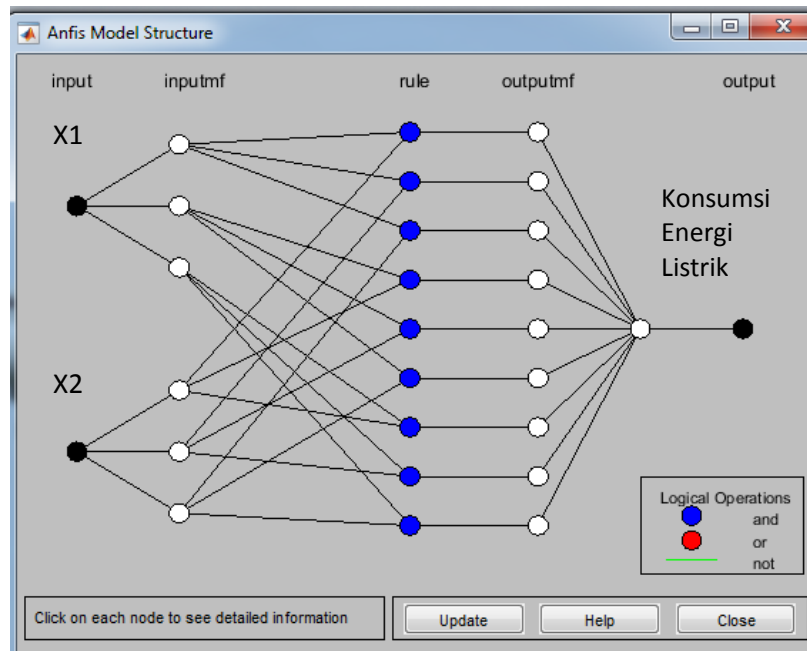 Anfis Model Structure
input inputmf rule outputmf output
X1
Konsumsi
Energi
Listrik
X2
Logical Operations
and
or
not
Click on each node to see detailed information
Update Help Close